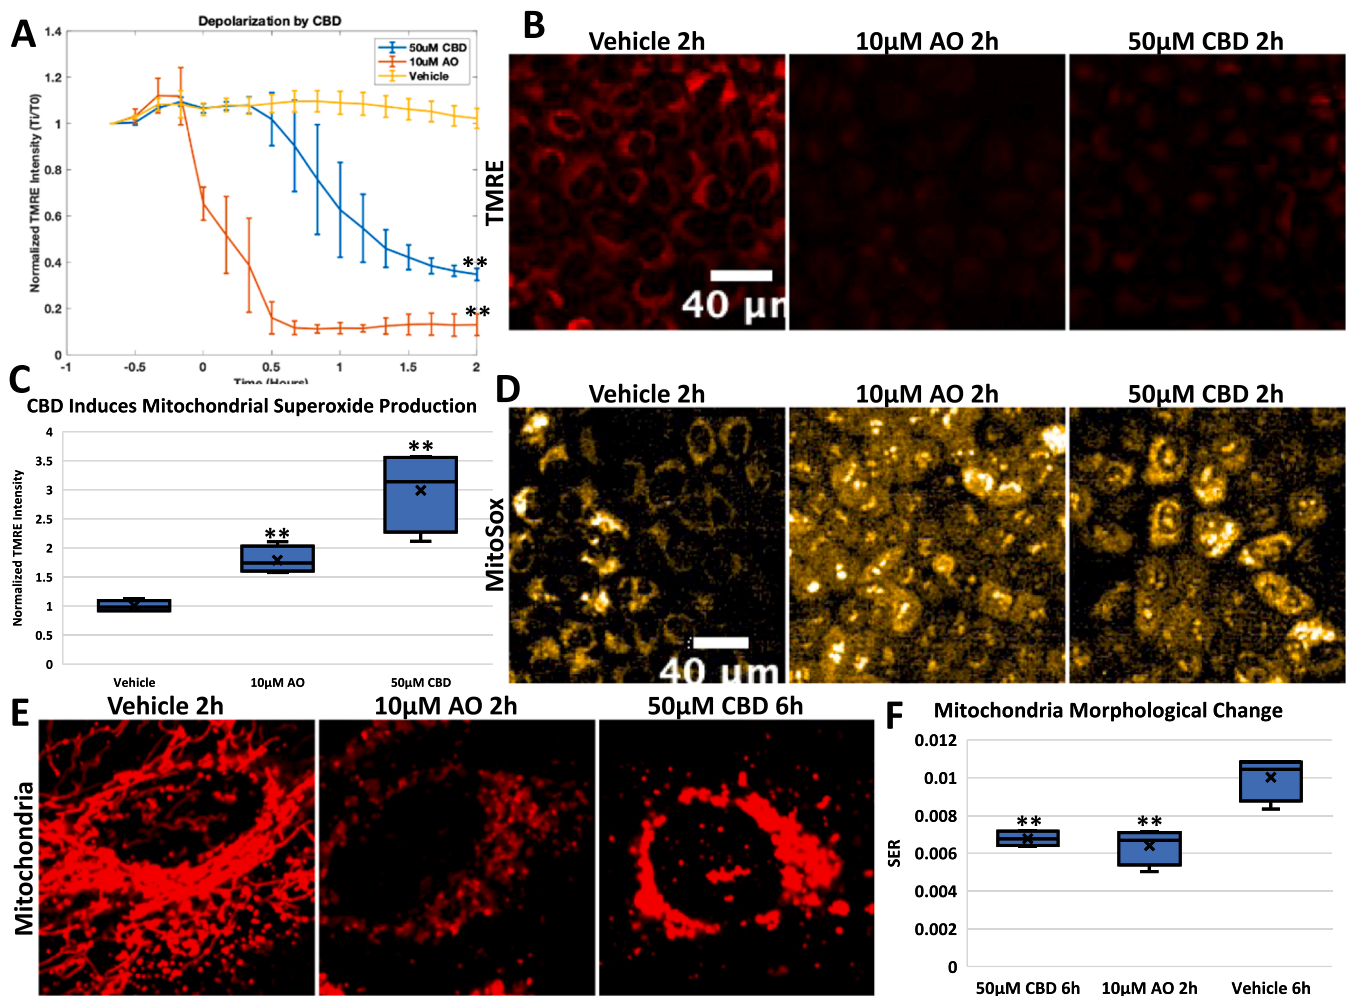 A
Depolarization by CBD
1.4
1.2
1
0.8
0.6
0.4
0.2
0
Normalized TMRE Intensity (Ti/T0)
50uM CBD
10uM AO
Vehicle
**
**
-1
-0.5
0
0.5
1
1.5
2
Time (Hours)
B
Vehicle 2h
10µM AO 2h
50µM CBD 2h
TMRE
40 µm
C
CBD Induces Mitochondrial Superoxide Production
4
3.5
3
2.5
2
1.5
1
0.5
0
Normalized TMRE Intensity
**
**
Vehicle
10µM AO
50µM CBD
D
Vehicle 2h
10µM AO 2h
50µM CBD 2h
MitoSox
40 µm
E
Vehicle 2h
10µM AO 2h
50µM CBD 6h
Mitochondria
F
Mitochondria Morphological Change
0.012
0.01
0.008
0.006
0.004
0.002
0
SER
**
**
50µM CBD 6h
10µM AO 2h
Vehicle 6h